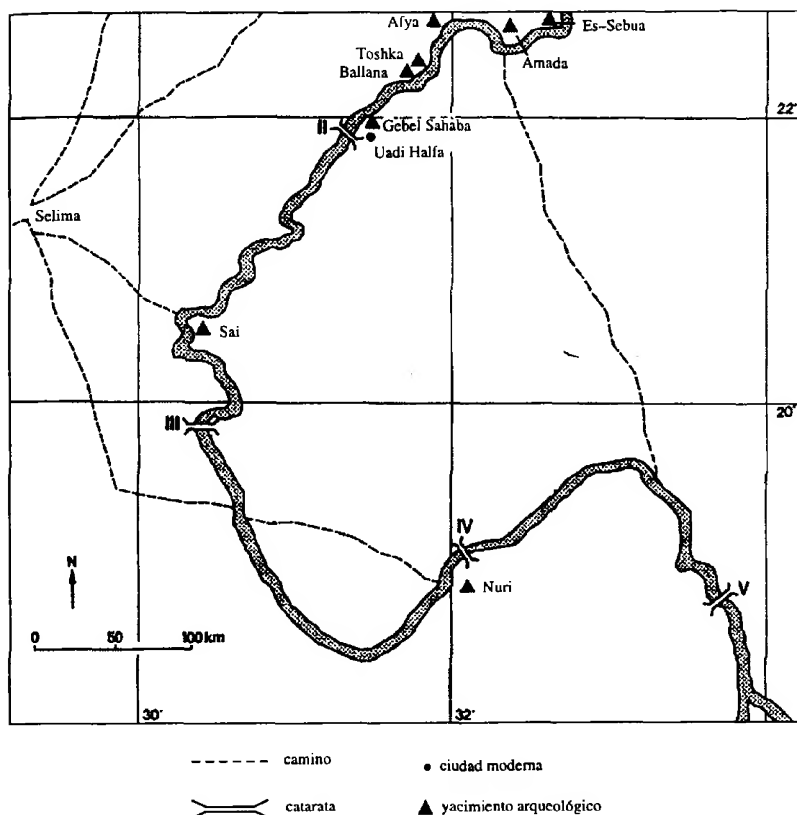 Afya
Es-Sebua
Toshka
Amada
Ballana
22°
Gebel Sahaba
II
Uadi Halfa
Selima
Sai
20°
III
IV
N
Nuri
V
0 50 100 km
30°
32°
camino
ciudad moderna
catarata
yacimiento arqueológico